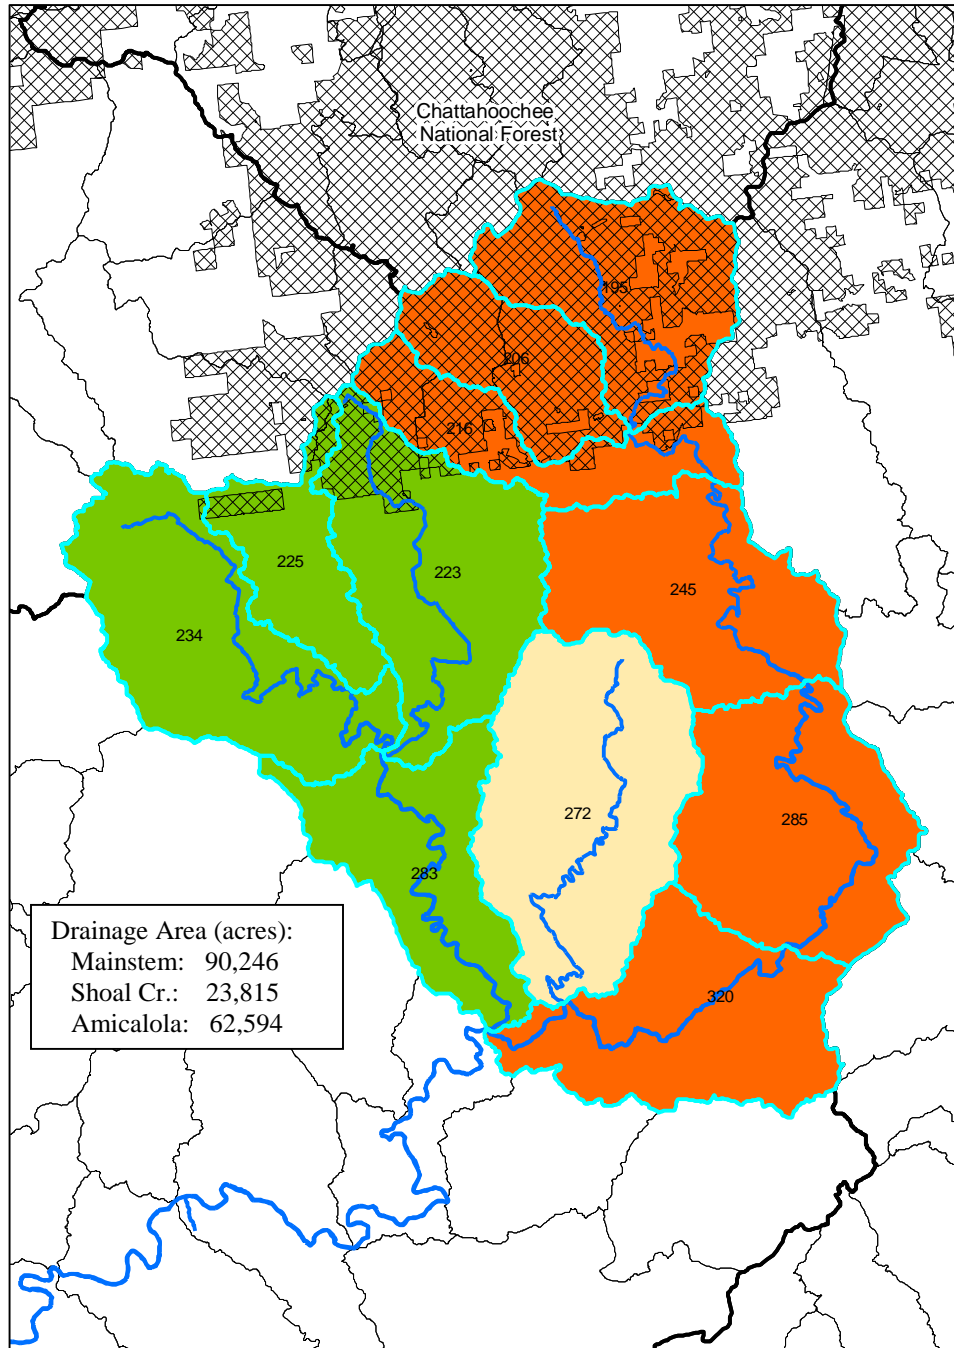 Chattahoochee
National Forest
195
206
216
225
223
245
234
272
285
283
320
Drainage Area (acres):
Mainstem: 90,246
Shoal Cr.: 23,815
Amicalola: 62,594